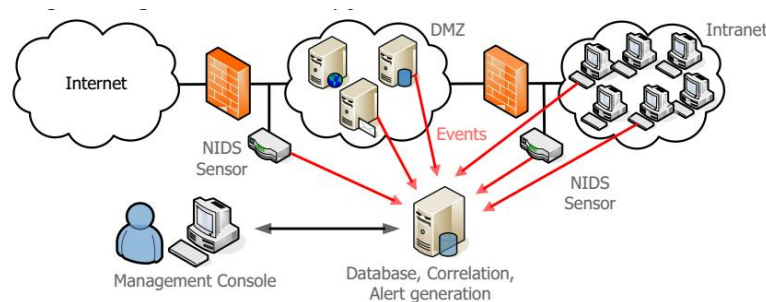 DMZ
Intranet
Internet
Events
NIDS
Sensor
NIDS
Sensor
Management Console
Database, Correlation,
Alert generation